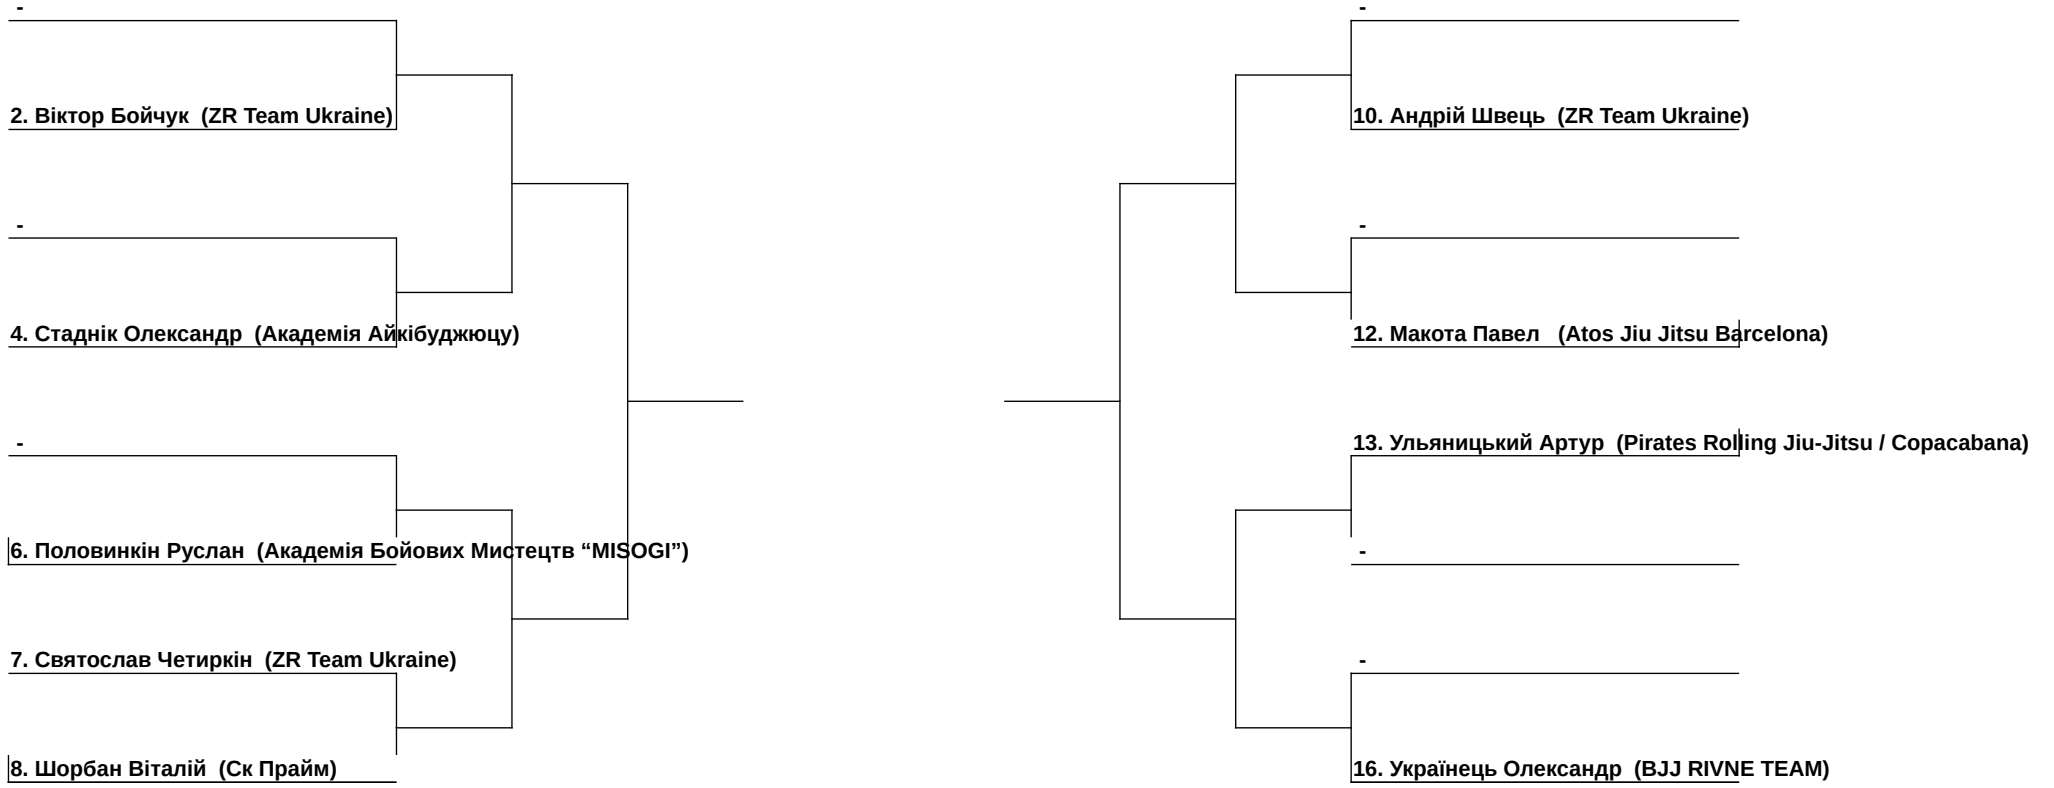 -
2. Віктор Бойчук (ZR Team Ukraine)
-
4. Стаднік Олександр (Академія Айкібуджюцу)
-
6. Половинкін Руслан (Академія Бойових Мистецтв “MISOGI”)
7. Святослав Четиркін (ZR Team Ukraine)
8. Шорбан Віталій (Ск Прайм)
-
10. Андрій Швець (ZR Team Ukraine)
-
12. Макота Павел (Atos Jiu Jitsu Barcelona)
13. Ульяницький Артур (Pirates Rolling Jiu-Jitsu / Copacabana)
-
-
16. Українець Олександр (BJJ RIVNE TEAM)